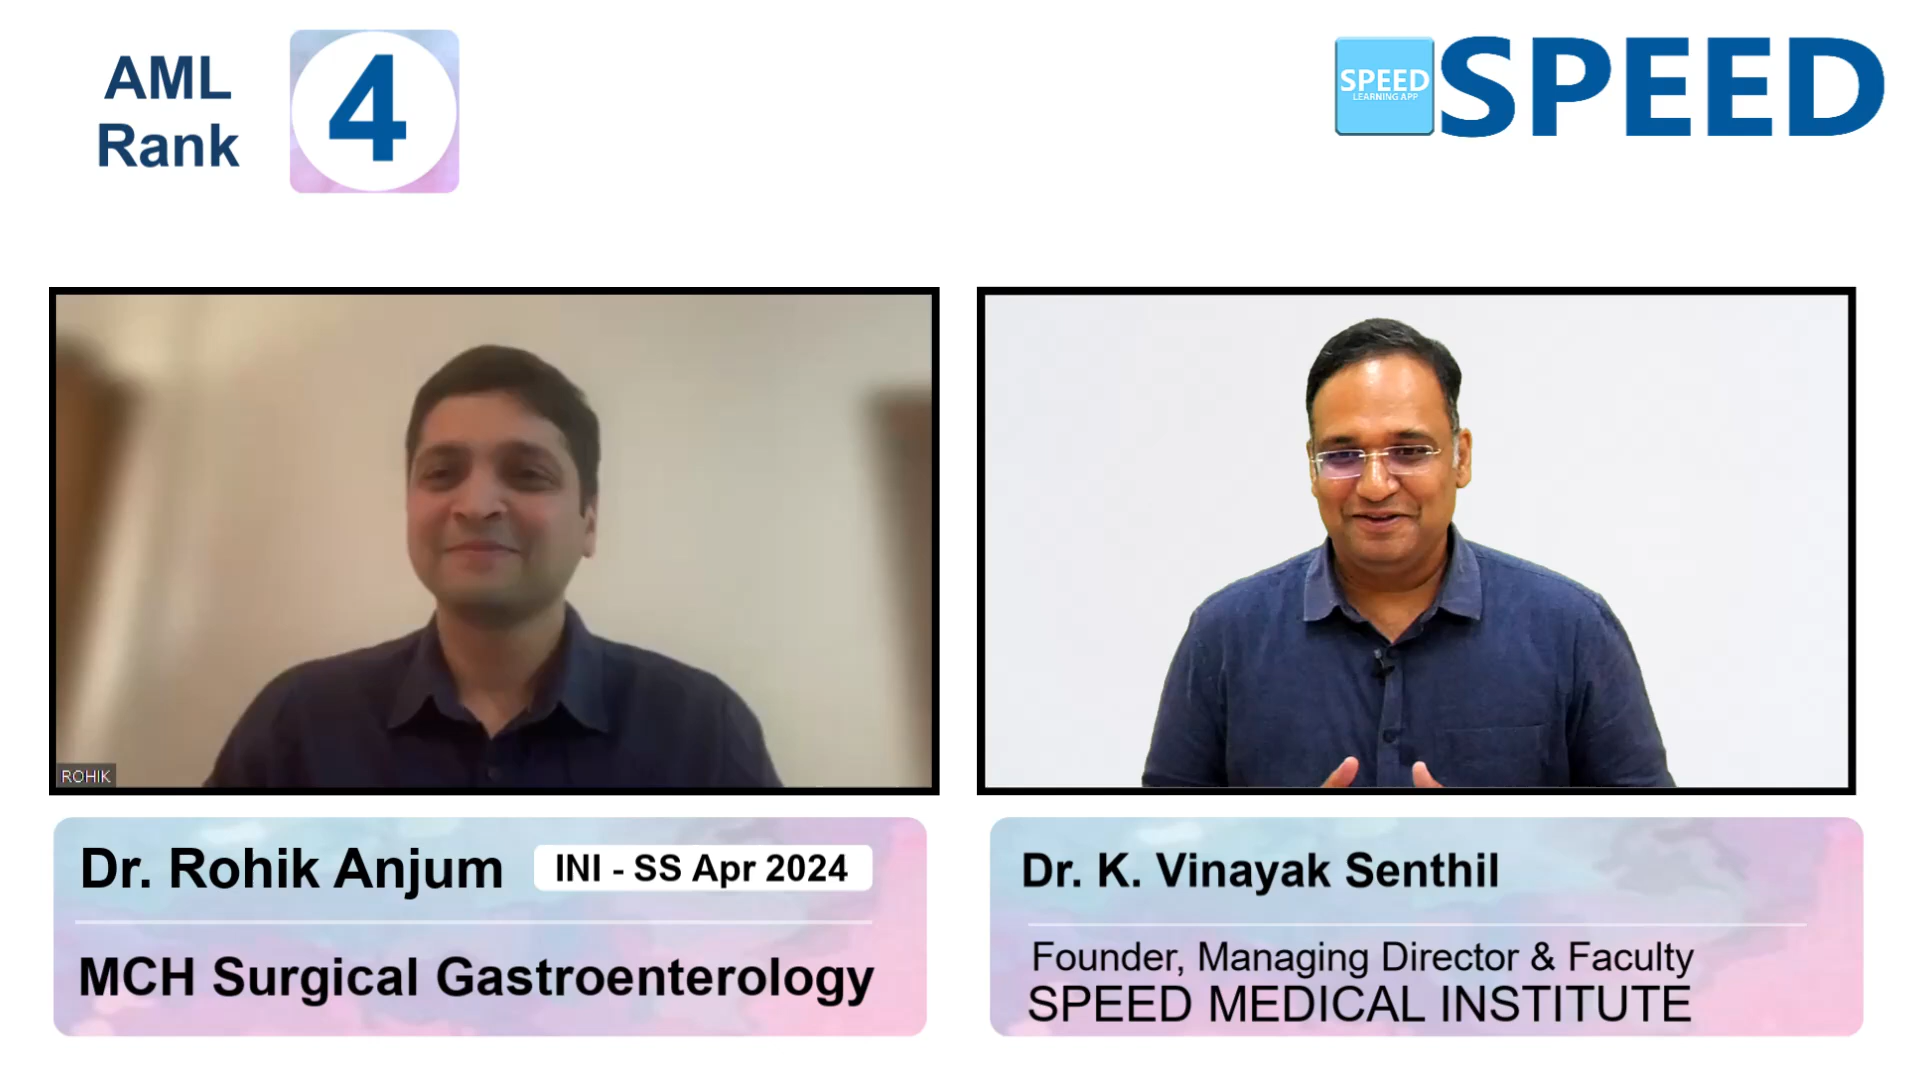 AML
Rank
4
SPEED
LEARNING APP
SPEED
ROHIK
Dr. Rohik Anjum
INI - SS Apr 2024
MCH Surgical Gastroenterology
Dr. K. Vinayak Senthil
Founder, Managing Director & Faculty
SPEED MEDICAL INSTITUTE